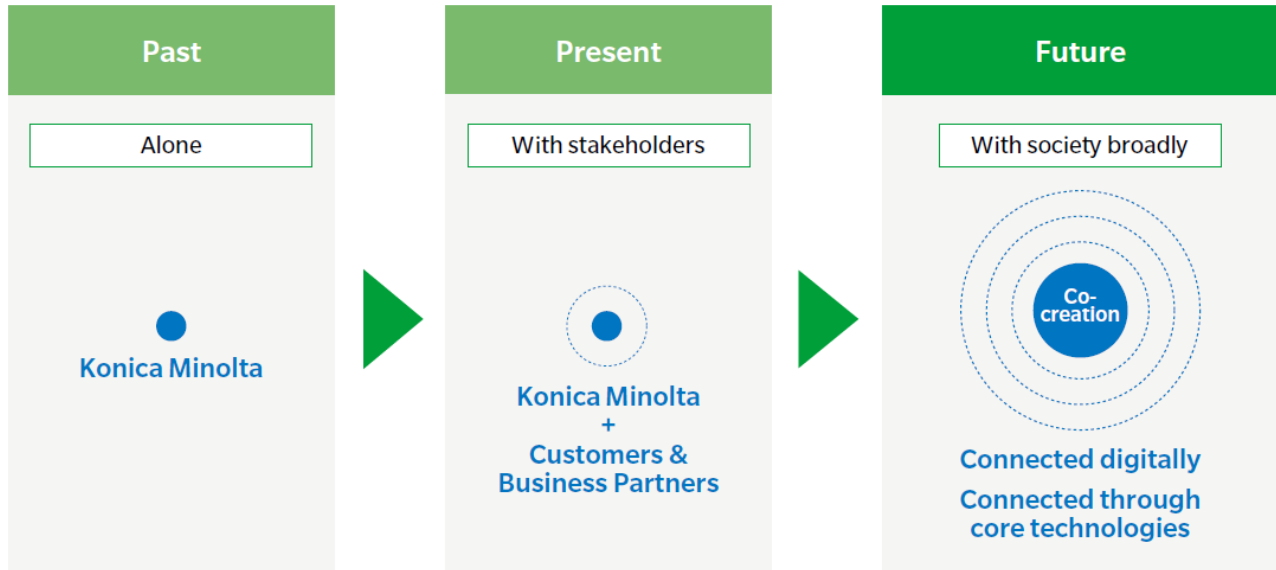 Past
Alone
Konica Minolta
Present
With stakeholders
Konica Minolta
+
Customers &
Business Partners
Future
With society broadly
Co-
creation
Connected digitally
Connected through
core technologies